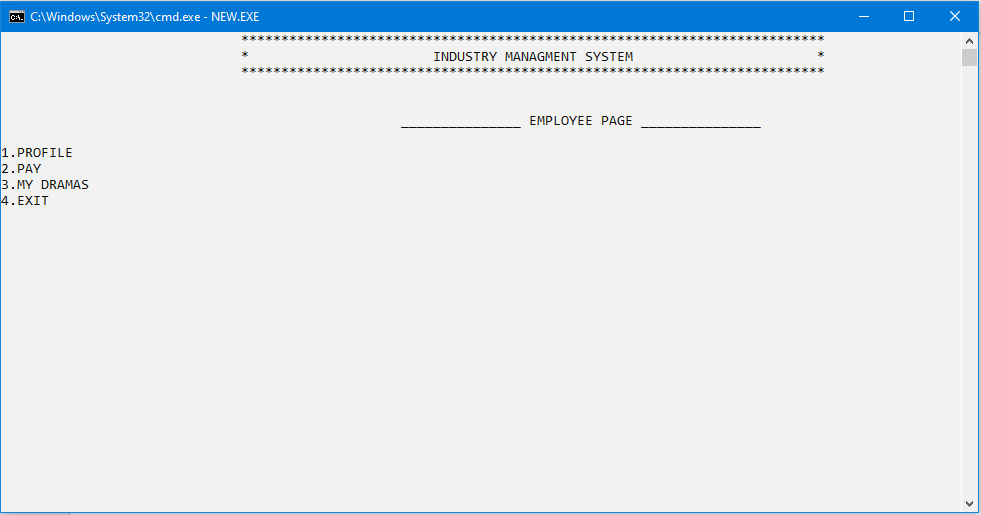 C:\Windows\System32\cmd.exe - NEW.EXE
*************************************************************************
* INDUSTRY MANAGMENT SYSTEM *
*************************************************************************
_______________ EMPLOYEE PAGE _______________
1.PROFILE
2.PAY
3.MY DRAMAS
4.EXIT